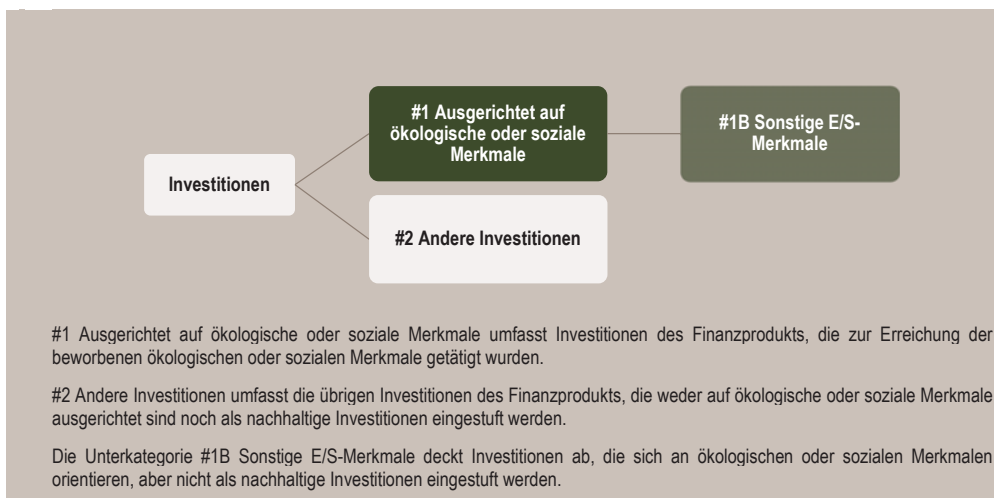 #1 Ausgerichtet auf
ökologische oder soziale
Merkmale
#1B Sonstige E/S-
Merkmale
Investitionen
#2 Andere Investitionen
#1 Ausgerichtet auf ökologische oder soziale Merkmale umfasst Investitionen des Finanzprodukts, die zur Erreichung der
beworbenen ökologischen oder sozialen Merkmale getätigt wurden.
#2 Andere Investitionen umfasst die übrigen Investitionen des Finanzprodukts, die weder auf ökologische oder soziale Merkmale
ausgerichtet sind noch als nachhaltige Investitionen eingestuft werden.
Die Unterkategorie #1B Sonstige E/S-Merkmale deckt Investitionen ab, die sich an ökologischen oder sozialen Merkmalen
orientieren, aber nicht als nachhaltige Investitionen eingestuft werden.